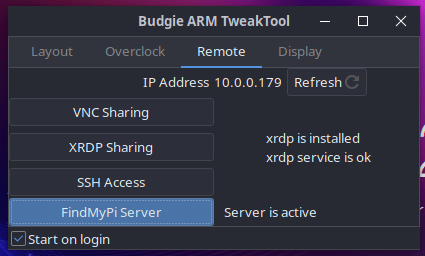 Budgie ARM TweakTool
Layout Overclock Remote Display
IP Address 10.0.0.179 Refresh
VNC Sharing
XRDP Sharing
xrdp is installed
xrdp service is ok
SSH Access
FindMyPi Server Server is active
Start on login